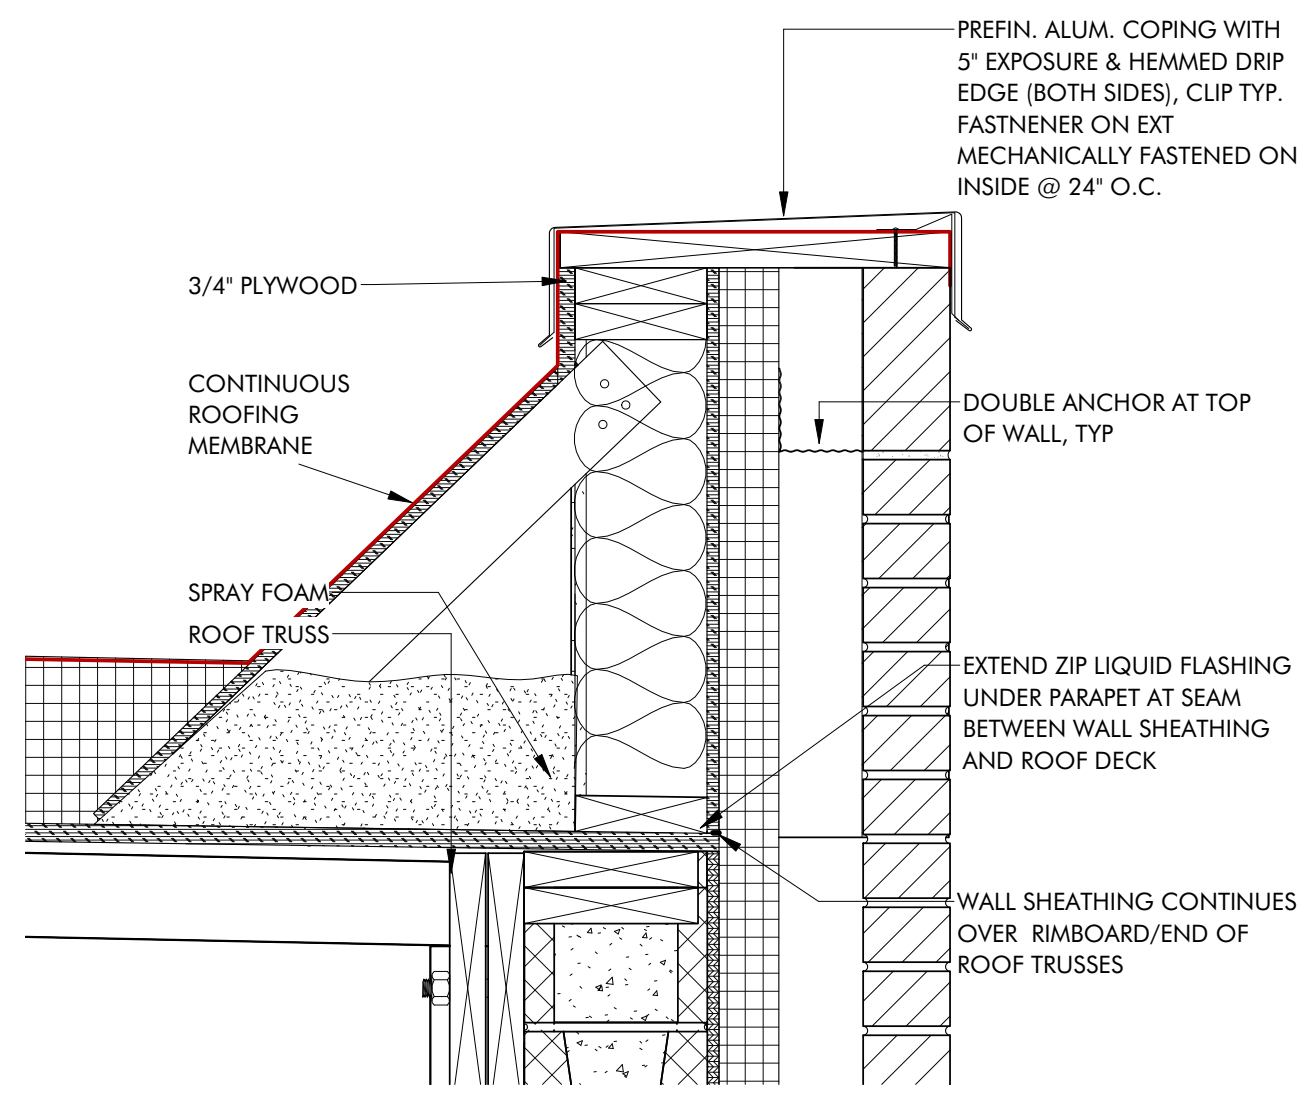 PREFIN. ALUM. COPING WITH
5" EXPOSURE & HEMMED DRIP
EDGE (BOTH SIDES), CLIP TYP.
FASTNENER ON EXT
MECHANICALLY FASTENED ON
INSIDE @ 24" O.C.
3/4" PLYWOOD
CONTINUOUS
ROOFING
MEMBRANE
DOUBLE ANCHOR AT TOP
OF WALL, TYP
SPRAY FOAM
ROOF TRUSS
EXTEND ZIP LIQUID FLASHING
UNDER PARAPET AT SEAM
BETWEEN WALL SHEATHING
AND ROOF DECK
WALL SHEATHING CONTINUES
OVER RIMBOARD/END OF
ROOF TRUSSES